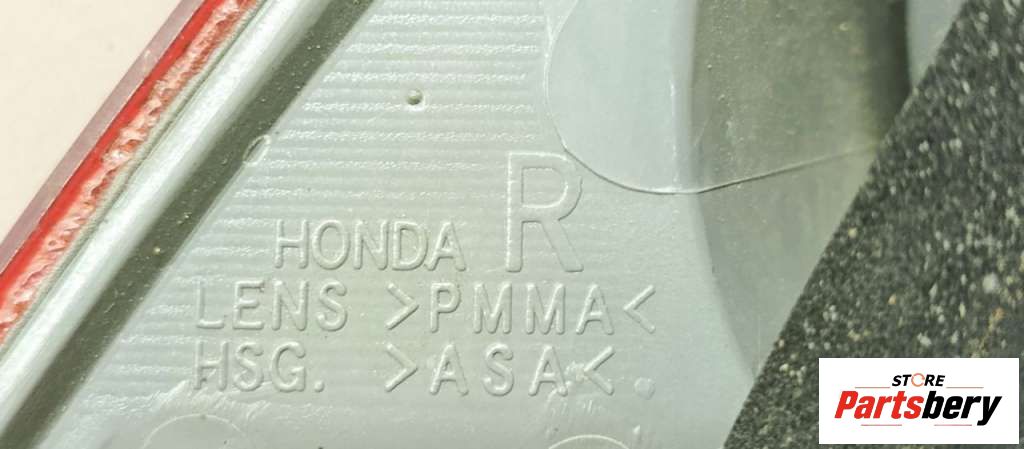 HONDA R
LENS >PMMA<
HSG. >ASA<.
STORE
Partsbery